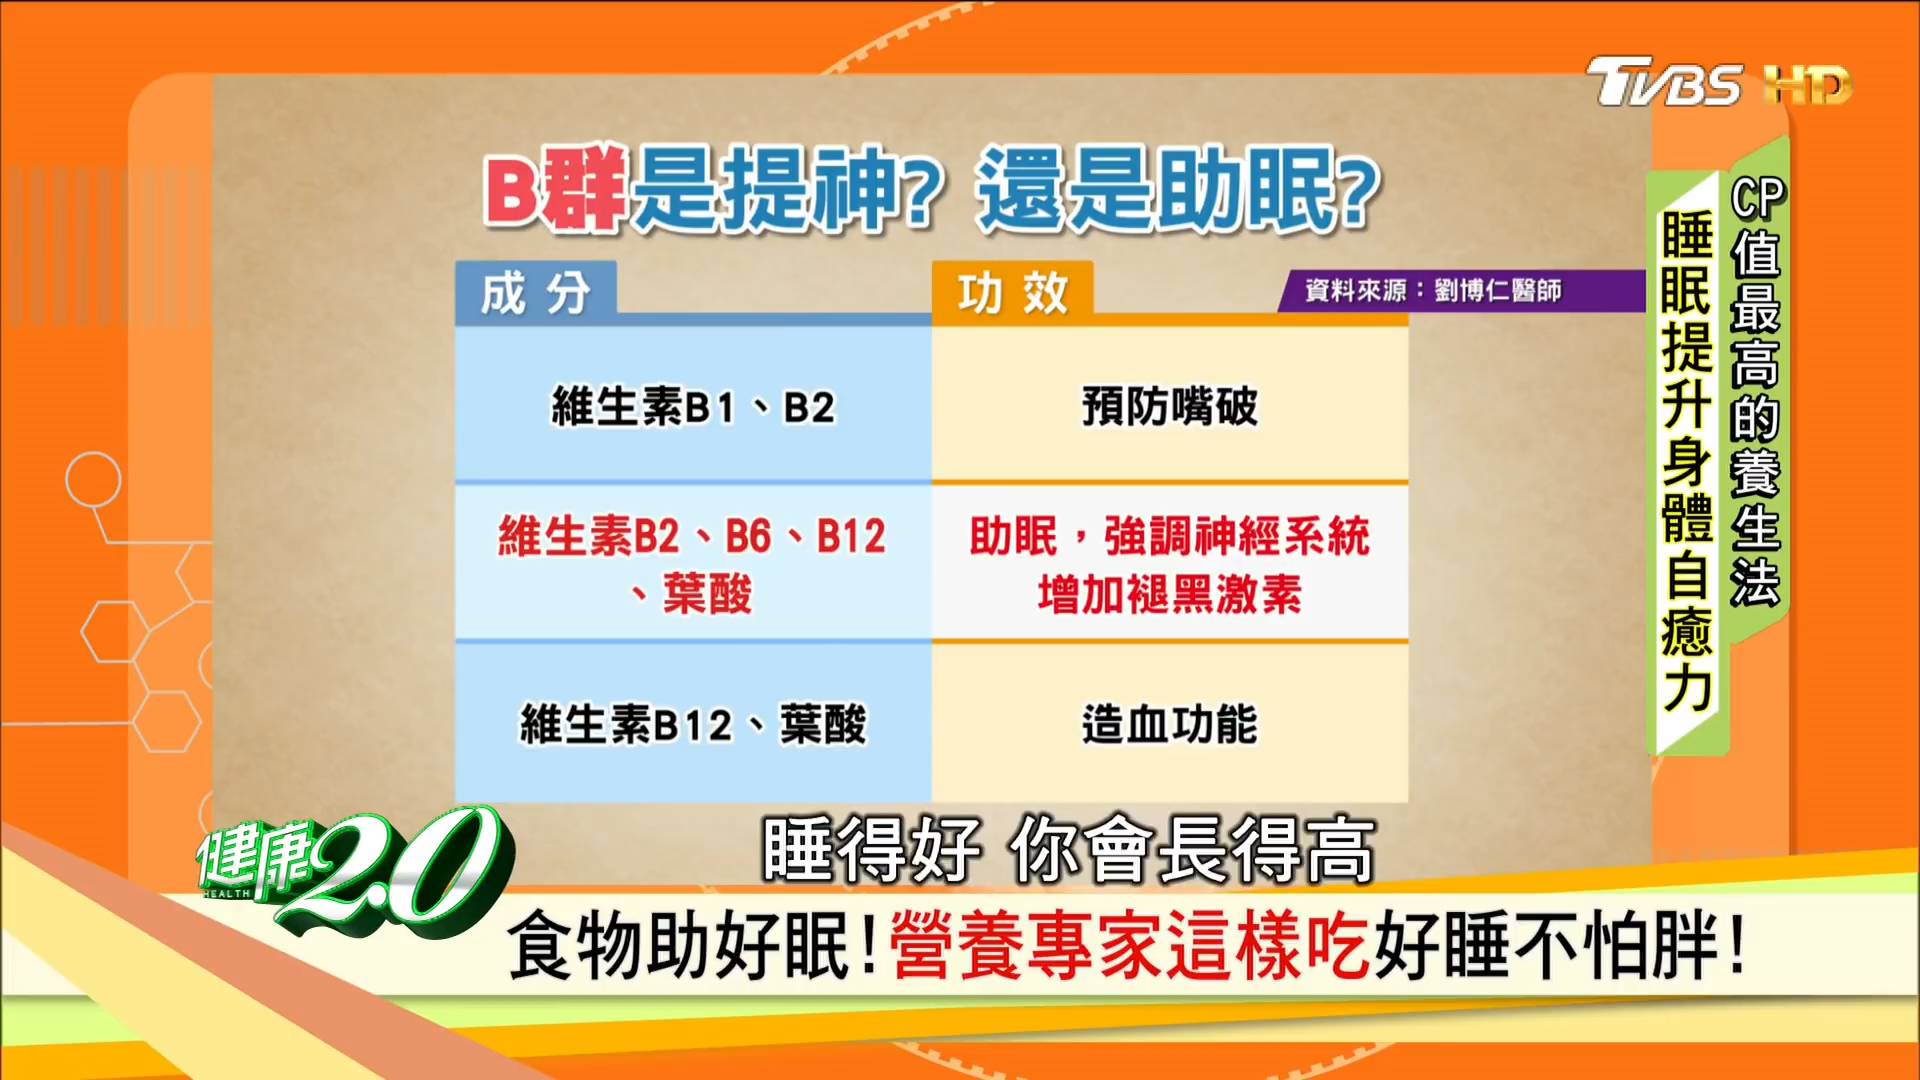 TVBS HD
B群是提神? 還是助眠?
成分
功效
資料來源：劉博仁醫師
維生素B1、B2
預防嘴破
維生素B2、B6、B12
、葉酸
助眠，強調神經系統
增加褪黑激素
維生素B12、葉酸
造血功能
CP值最高的養生法
睡眠提升身體自癒力
睡得好 你會長得高
健康2.0
HEALTH
食物助好眠!營養專家這樣吃好睡不怕胖!